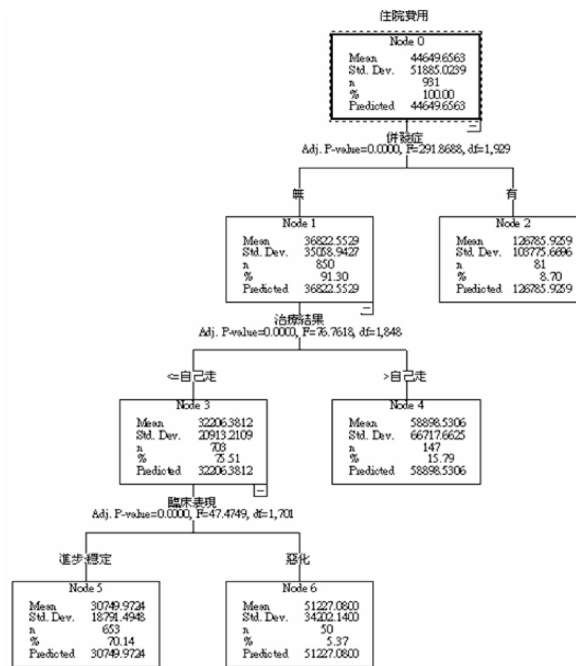 住院費用
Node 0
Mean 44649.6563
Std. Dev. 51885.0239
n 931
% 100.00
Predicted 44649.6563
併發症
Adj. P-value=0.0000, F=291.8688, df=1,929
無
有
Node 1
Mean 36822.5529
Std. Dev. 35058.9427
n 850
% 91.30
Predicted 36822.5529
Node 2
Mean 126785.9259
Std. Dev. 103775.6696
n 81
% 8.70
Predicted 126785.9259
治療結果
Adj. P-value=0.0000, F=76.7618, df=1,848
<=自己走
>自己走
Node 3
Mean 32206.3812
Std. Dev. 20913.2109
n 703
% 75.51
Predicted 32206.3812
Node 4
Mean 58898.5306
Std. Dev. 66717.6625
n 147
% 15.79
Predicted 58898.5306
臨床表現
Adj. P-value=0.0000, F=47.4749, df=1,701
進步;穩定
惡化
Node 5
Mean 30749.9724
Std. Dev. 18791.4948
n 653
% 70.14
Predicted 30749.9724
Node 6
Mean 51227.0800
Std. Dev. 34202.1400
n 50
% 5.37
Predicted 51227.0800